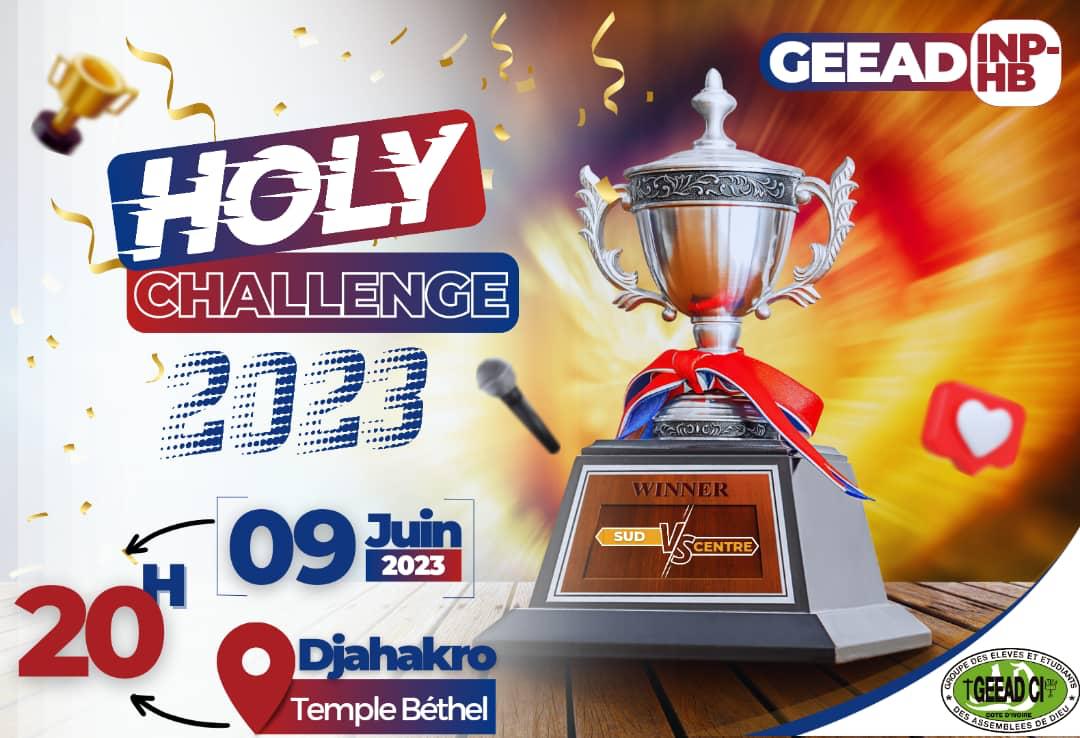 GEEAD INP-
HB
HOLY
CHALLENGE
2023
WINNER
SUD VS CENTRE
09 Juin
2023
20H
Djahakro
Temple Béthel
GROUPE DES ELEVES ET ETUDIANTS
GEEAD CI
COTE D'IVOIRE
DES ASSEMBLEES DE DIEU